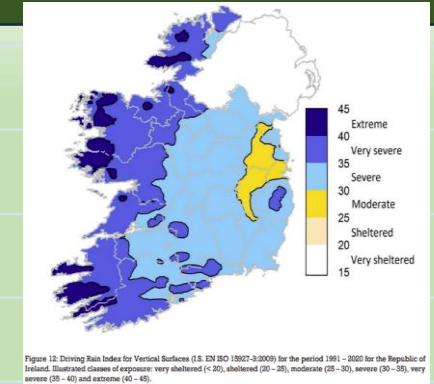 45
Extreme
40
Very severe
35
Severe
30
Moderate
25
Sheltered
20
Very sheltered
15
Figure 12: Driving Rain Index for Vertical Surfaces (I.S. EN ISO 15927-3:2009) for the period 1991 – 2020 for the Republic of
Ireland. Illustrated classes of exposure: very sheltered (< 20), sheltered (20 – 25), moderate (25 – 30), severe (30 – 35), very
severe (35 – 40) and extreme (40 – 45).